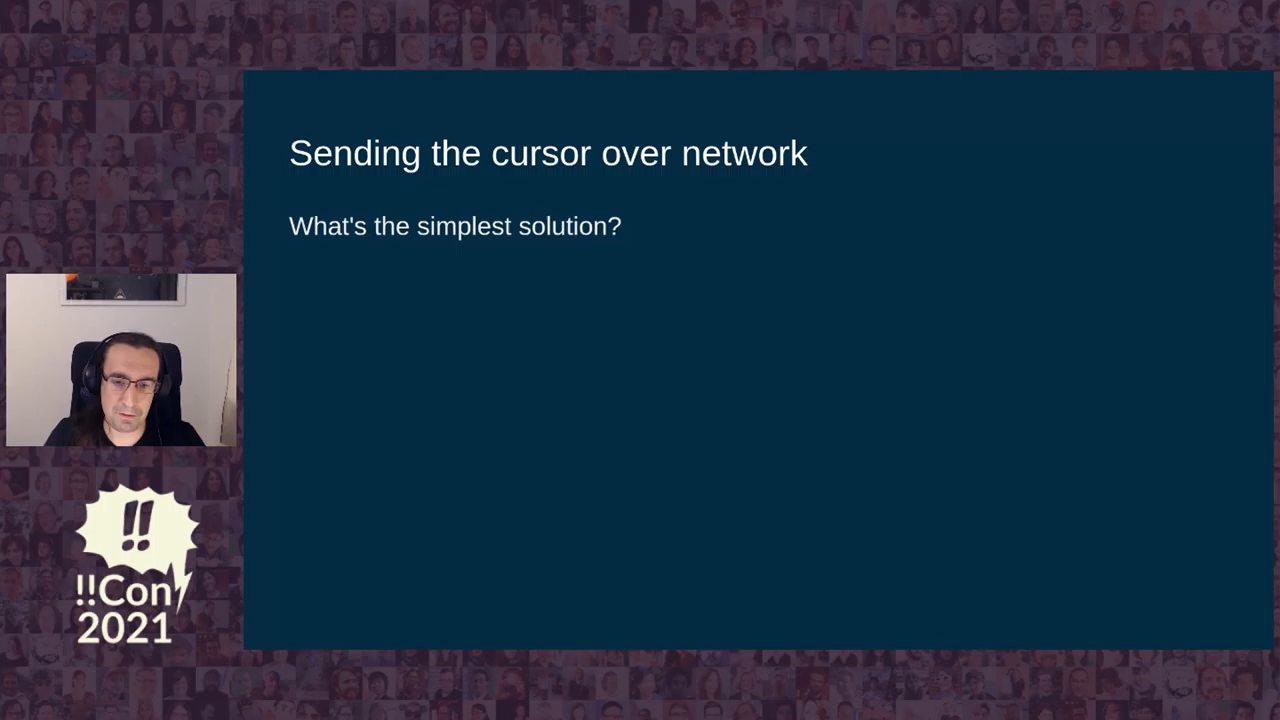 Sending the cursor over network
What's the simplest solution?
!!
!!Con
2021